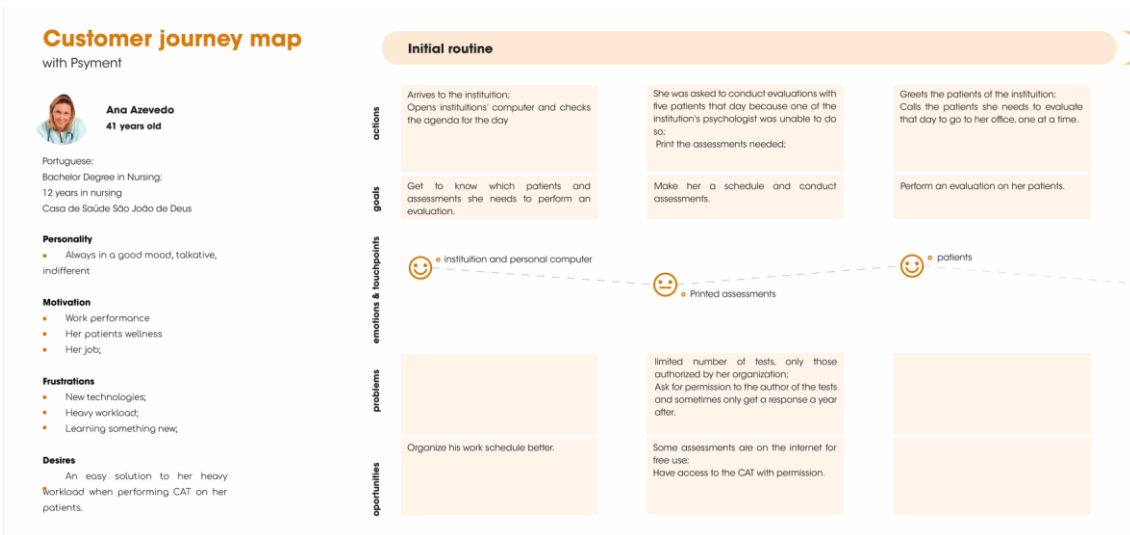 Customer journey map
with Psyment
Ana Azevedo
41 years old
Portuguese;
Bachelor Degree in Nursing;
12 years in nursing
Casa de Saúde São João de Deus
Personality
Always in a good mood, talkative,
indifferent
Motivation
Work performance
Her patients wellness
Her job;
Frustrations
New technologies;
Heavy workload;
Learning something new;
Desires
An easy solution to her heavy
workload when performing CAT on her
patients.
Initial routine
actions
Arrives to the instituition;
Opens instituitions' computer and checks
the agenda for the day
She was asked to conduct evaluations with
five patients that day because one of the
institution's psychologist was unable to do
so;
Print the assessments needed;
Greets the patients of the instituition;
Calls the patients she needs to evaluate
that day to go to her office, one at a time.
goals
Get to know which patients and
assessments she needs to perform an
evaluation.
Make her a schedule and conduct
assessments.
Perform an evaluation on her patients.
emotions & touchpoints
instituition and personal computer
Printed assessments
patients
problems
limited number of tests, only those
authorized by her organization;
Ask for permission to the author of the tests
and sometimes only get a response a year
after.
oportunities
Organize his work schedule better.
Some assessments are on the internet for
free use;
Have access to the CAT with permission.